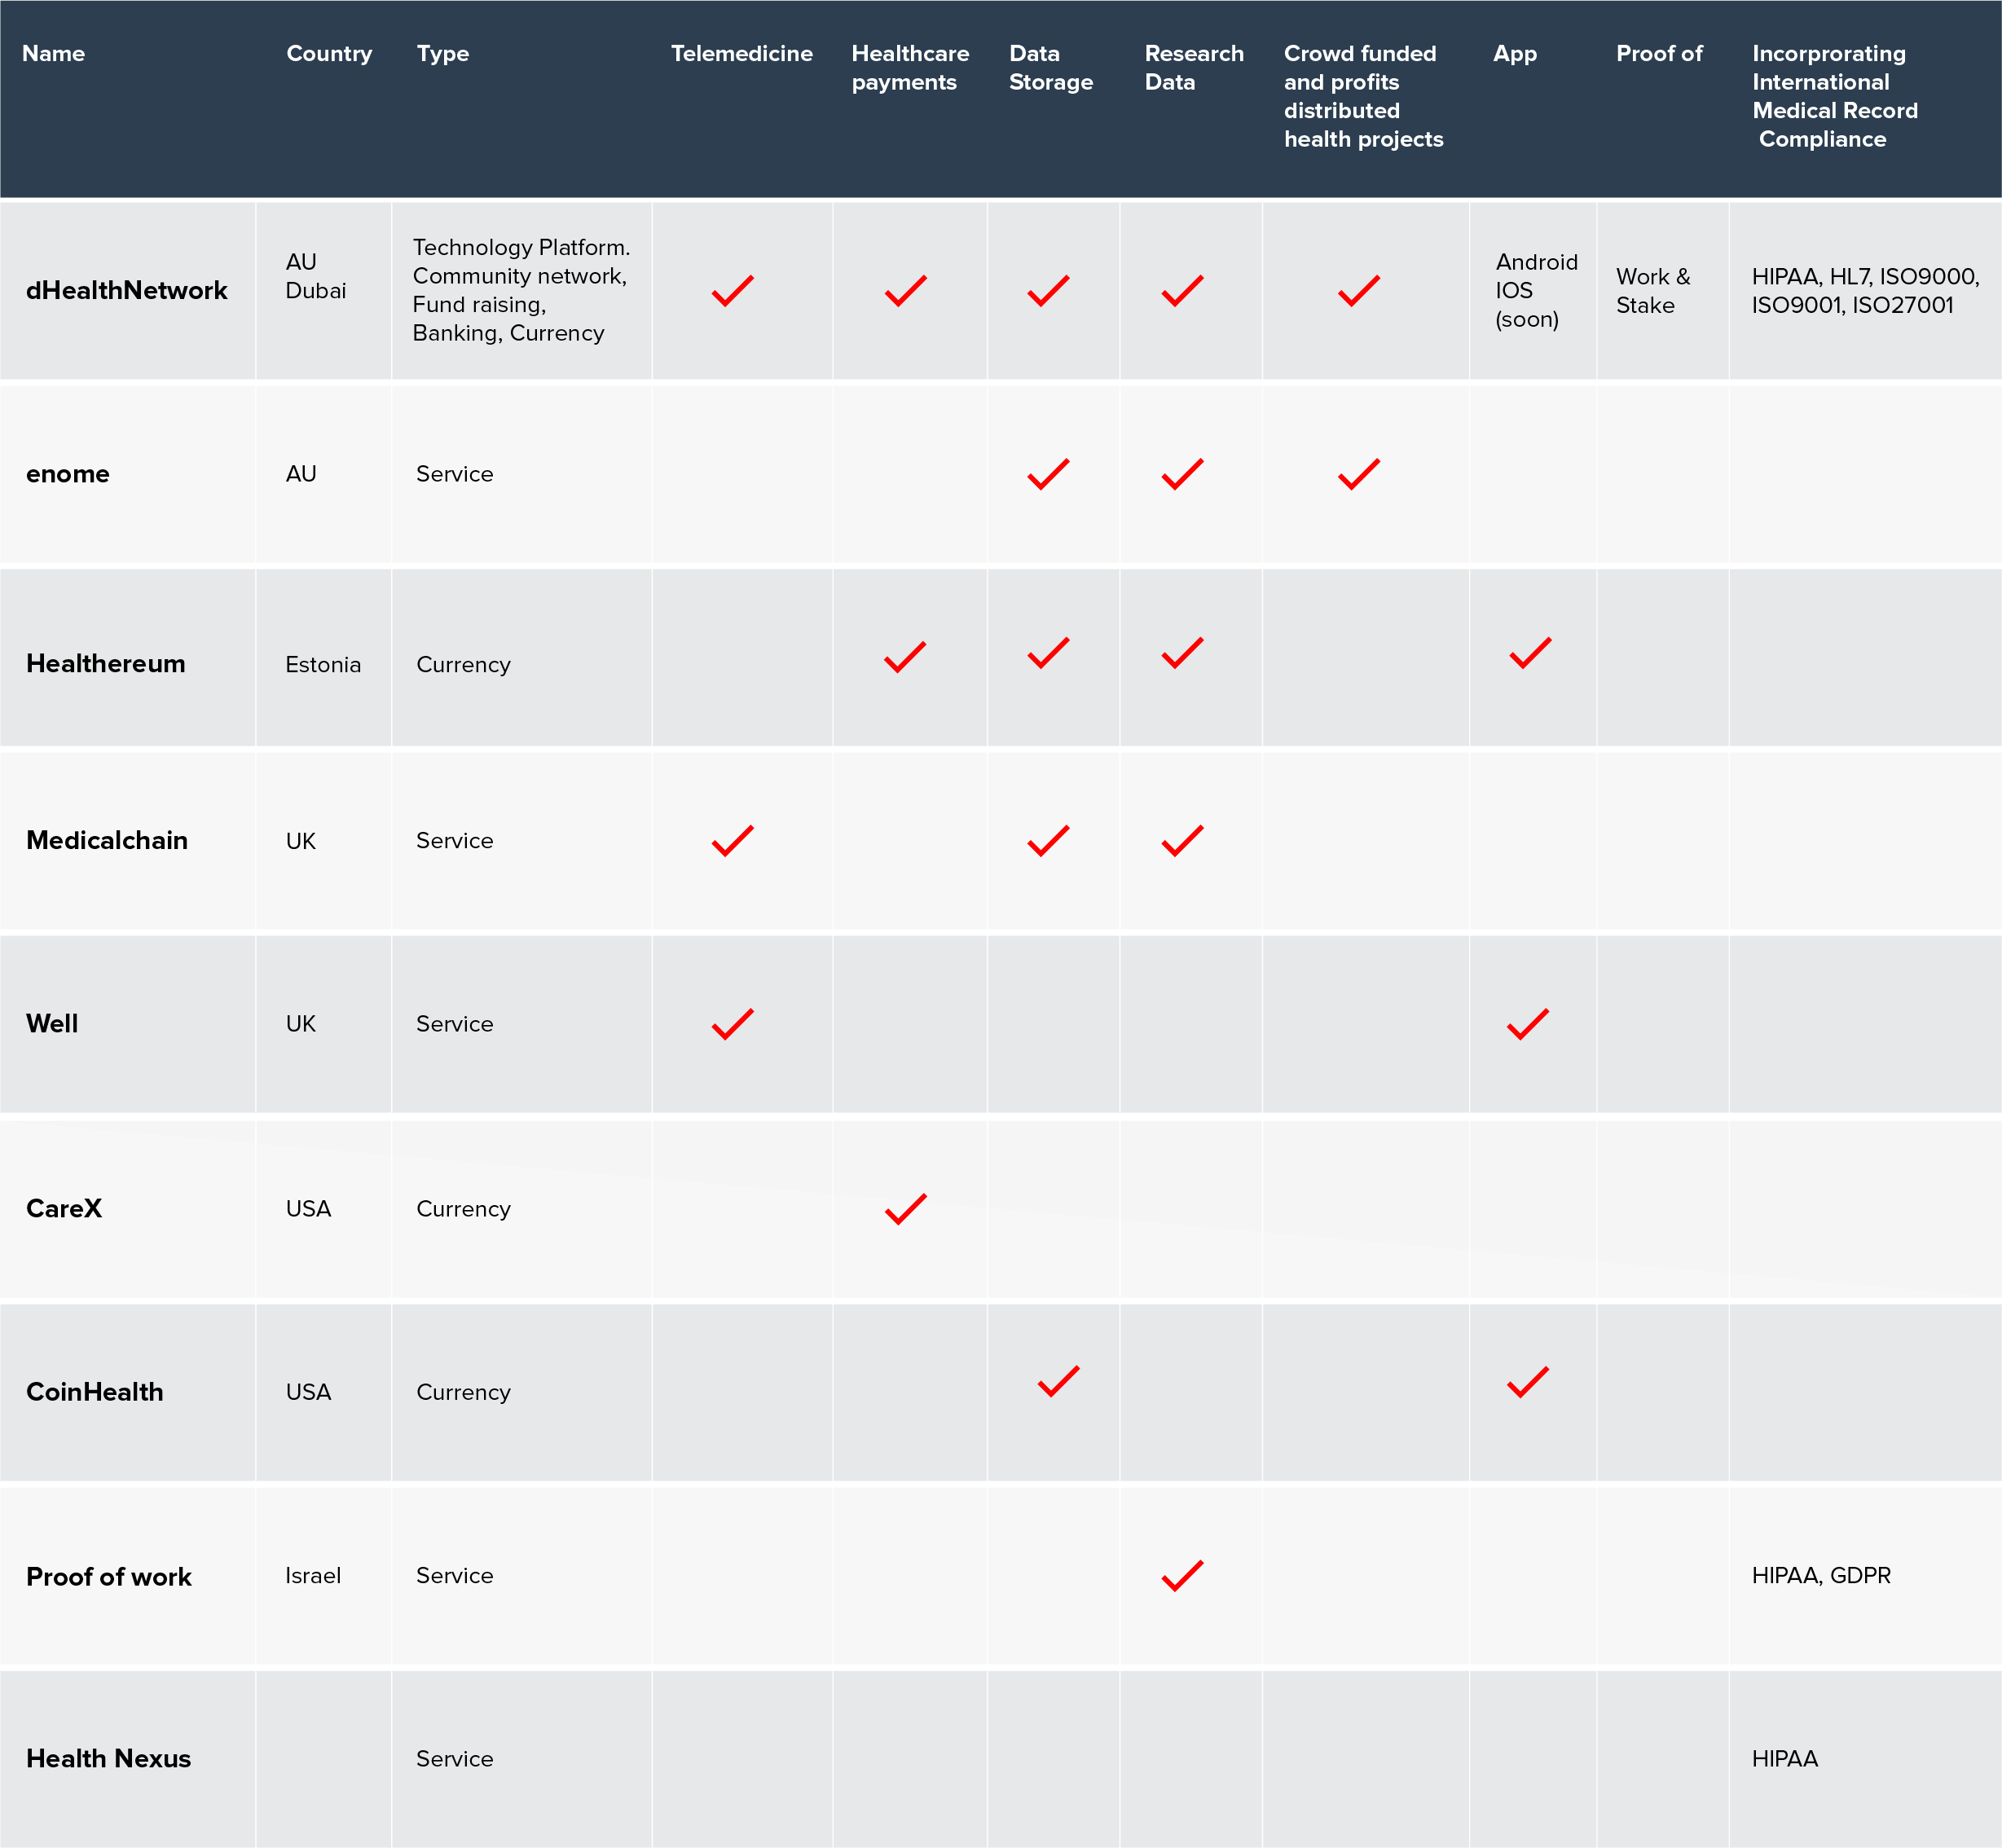 Name
Country
Type
Telemedicine
Healthcare
payments
Data
Storage
Research
Data
Crowd funded
and profits
distributed
health projects
App
Proof of
Incorprorating
International
Medical Record
Compliance
dHealthNetwork
AU
Dubai
Technology Platform.
Community network,
Fund raising,
Banking, Currency
Android
IOS
(soon)
Work &
Stake
HIPAA, HL7, ISO9000,
ISO9001, ISO27001
enome
AU
Service
Healthereum
Estonia
Currency
Medicalchain
UK
Service
Well
UK
Service
CareX
USA
Currency
CoinHealth
USA
Currency
Proof of work
Israel
Service
HIPAA, GDPR
Health Nexus
Service
HIPAA